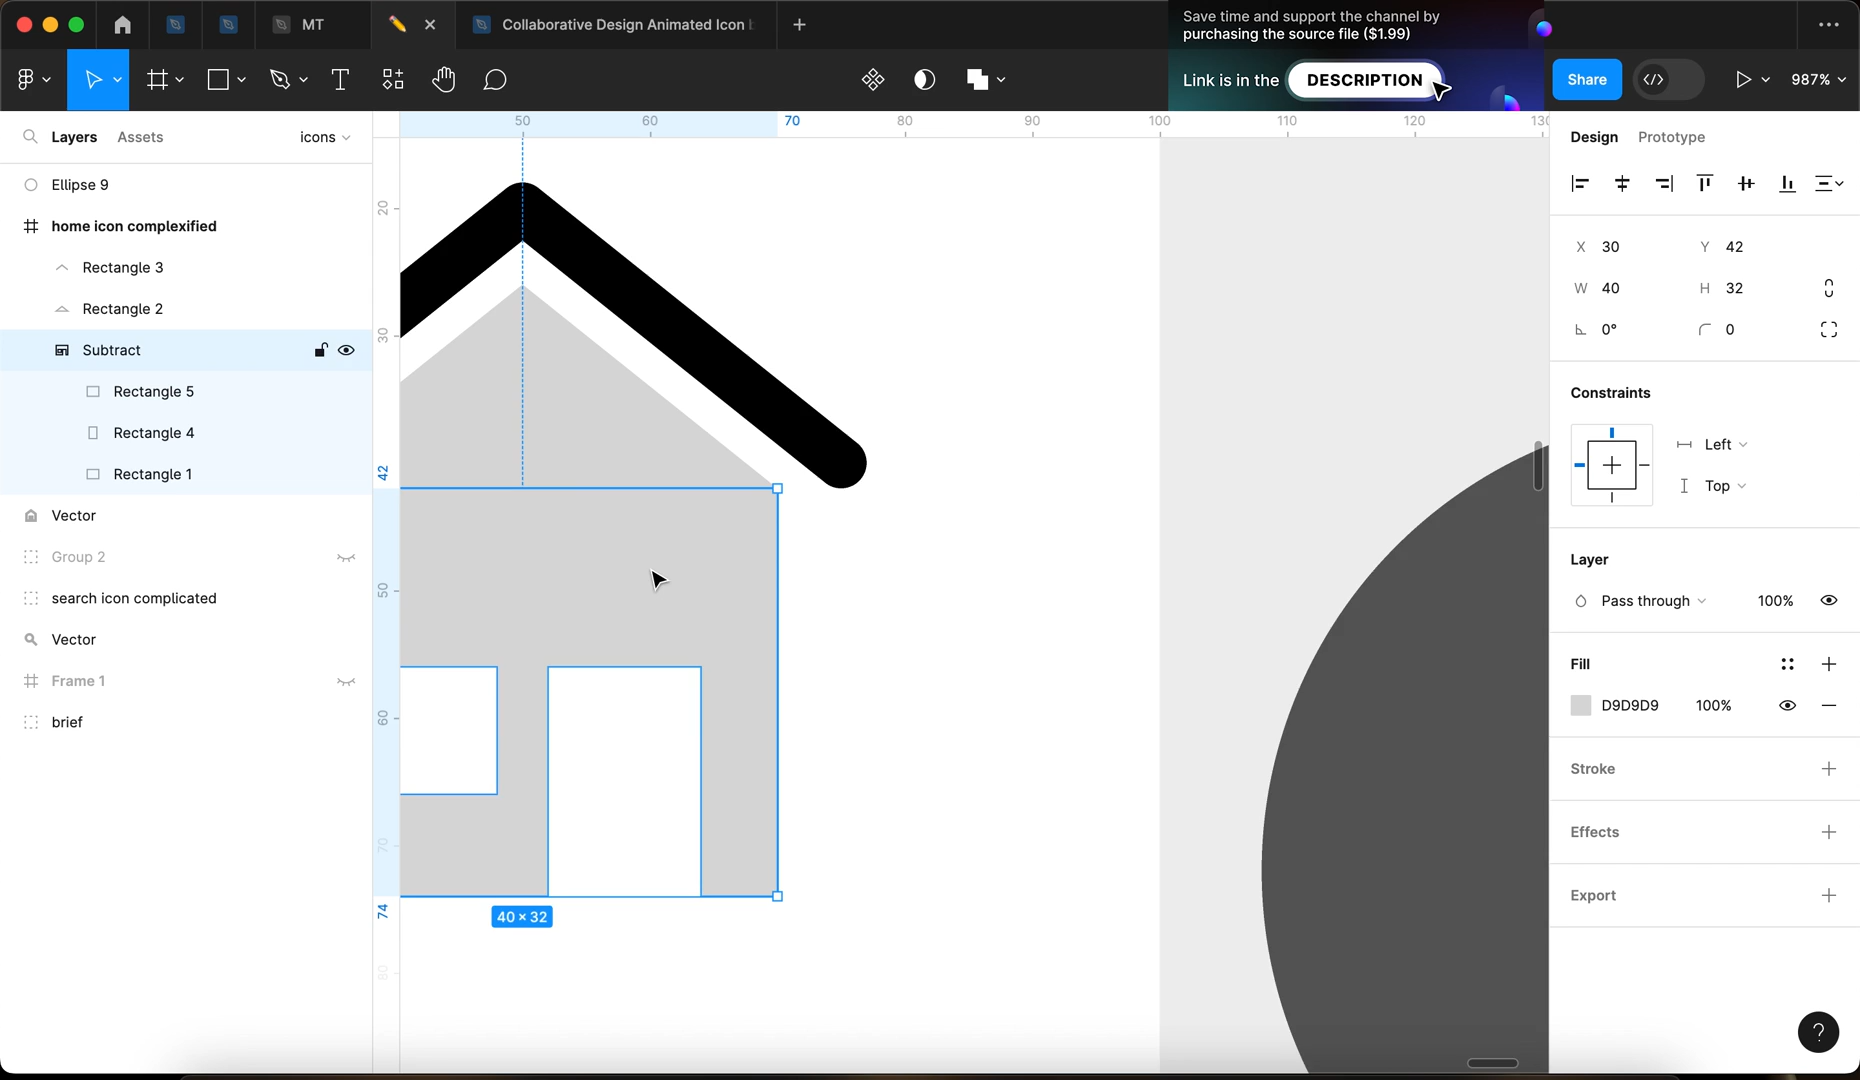 MT
Collaborative Design Animated Icon
Save time and support the channel by
purchasing the source file ($1.99)
Link is in the DESCRIPTION
Share
987%
Layers
Assets
icons
Ellipse 9
home icon complexified
Rectangle 3
Rectangle 2
Subtract
Rectangle 5
Rectangle 4
Rectangle 1
Vector
Group 2
search icon complicated
Vector
Frame 1
brief
50 60 70 80 90 100 110 120 130
20
30
42
50
60
70
74
80
40 × 32
Design
Prototype
X 30
Y 42
W 40
H 32
0°
0
Constraints
Left
Top
Layer
Pass through
100%
Fill
D9D9D9
100%
Stroke
Effects
Export
?